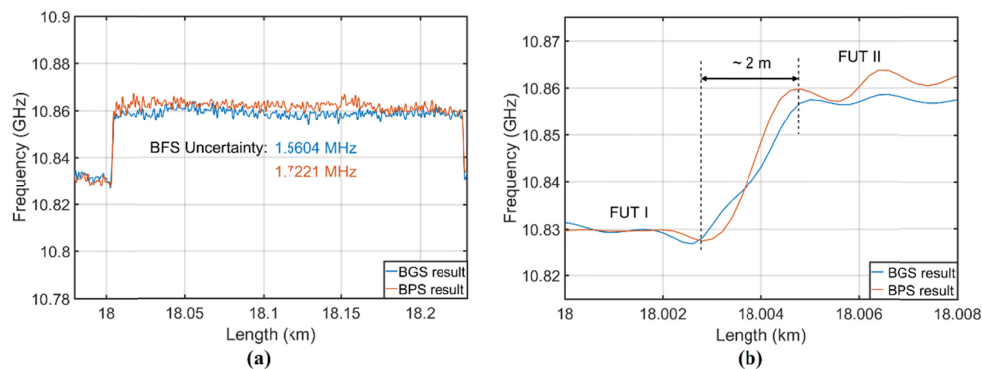 (a)
Frequency (GHz)
10.9
10.88
10.86
10.84
10.82
10.8
10.78
BFS Uncertainty: 1.5604 MHz
1.7221 MHz
BGS result
BPS result
18 18.05 18.1 18.15 18.2
Length (km)
(b)
Frequency (GHz)
10.87
10.86
10.85
10.84
10.83
10.82
~ 2 m
FUT II
FUT I
BGS result
BPS result
18 18.002 18.004 18.006 18.008
Length (km)